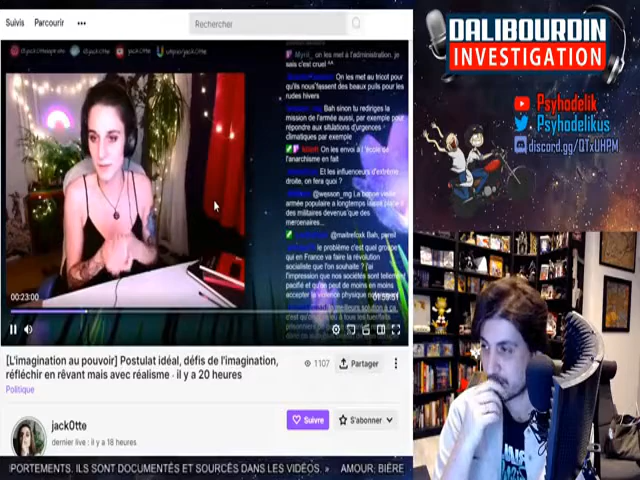 Suivis Parcourir •••
Rechercher
jack0tte
Myril_ on les met à l'administration. je
sais c'est cruel ^^
On les met au tricot pour
qu'ils nous fassent des beaux pulls pour les
rudes hivers
Bah sinon tu rediriges la
mission de l'armée aussi, par exemple pour
répondre aux situations d'urgences
climatiques par exemple
On les envoi à l'école de
l'anarchisme en fait
Et les influenceurs d'extrême
droite, on fera quoi ?
@wesson_mg La bonne vieille
armée populaire a longtemps laissé place à
des militaires devenus que des
mercenaires...
@maitrefoxx Bah, pareil
le problème c'est quel groupe
qui en France va faire la révolution
socialiste que l'on souhaite ? j'ai
l'impression que nos sociétés sont tellement
pacifié et qu'on peut de moins en moins
accepter la violence physique
00:23:00
[L'imagination au pouvoir] Postulat idéal, défis de l'imagination,
réfléchir en rêvant mais avec réalisme - il y a 20 heures
1107
Partager
Politique
jack0tte
dernier live : il y a 18 heures
Suivre
S'abonner
PORTEMENTS. ILS SONT DOCUMENTÉS ET SOURCÉS DANS LES VIDÉOS. » AMOUR, BIÈRE
DALIBOURDIN
INVESTIGATION
Psyhodelik
Psyhodelikus
discord.gg/QTxUHPM